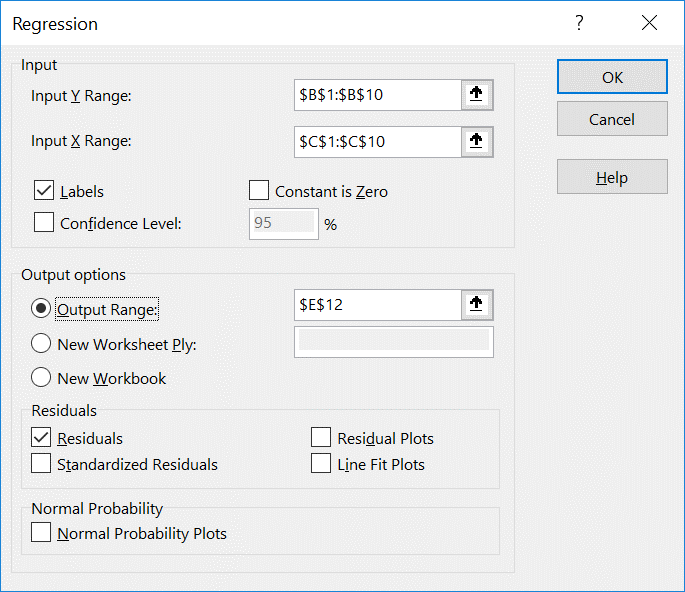 Regression ?
Input
Input Y Range: $B$1:$B$10
Input X Range: $C$1:$C$10
Labels Constant is Zero
Confidence Level: 95 %
OK
Cancel
Help
Output options
Output Range: $E$12
New Worksheet Ply:
New Workbook
Residuals
Residuals Residual Plots
Standardized Residuals Line Fit Plots
Normal Probability
Normal Probability Plots